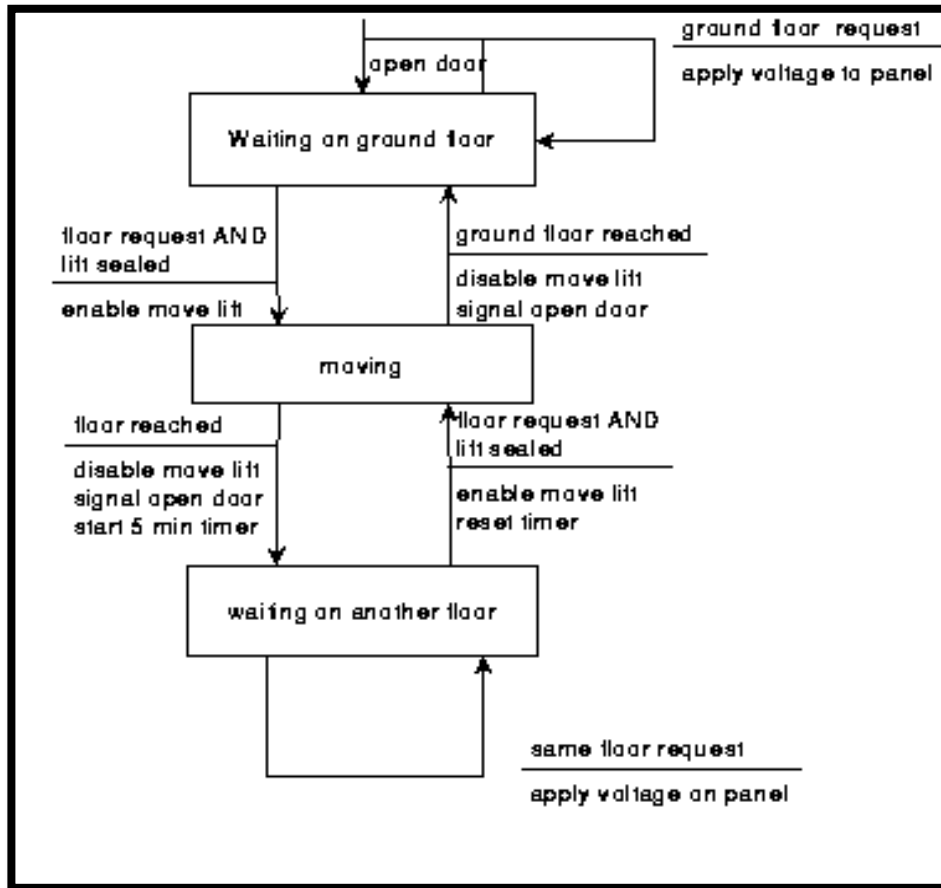 ground floor request
open door
apply voltage to panel
Waiting on ground floor
floor request AND
lift sealed
enable move lift
ground floor reached
disable move lift
signal open door
moving
floor reached
disable move lift
signal open door
start 5 min timer
floor request AND
lift sealed
enable move lift
reset timer
waiting on another floor
same floor request
apply voltage on panel